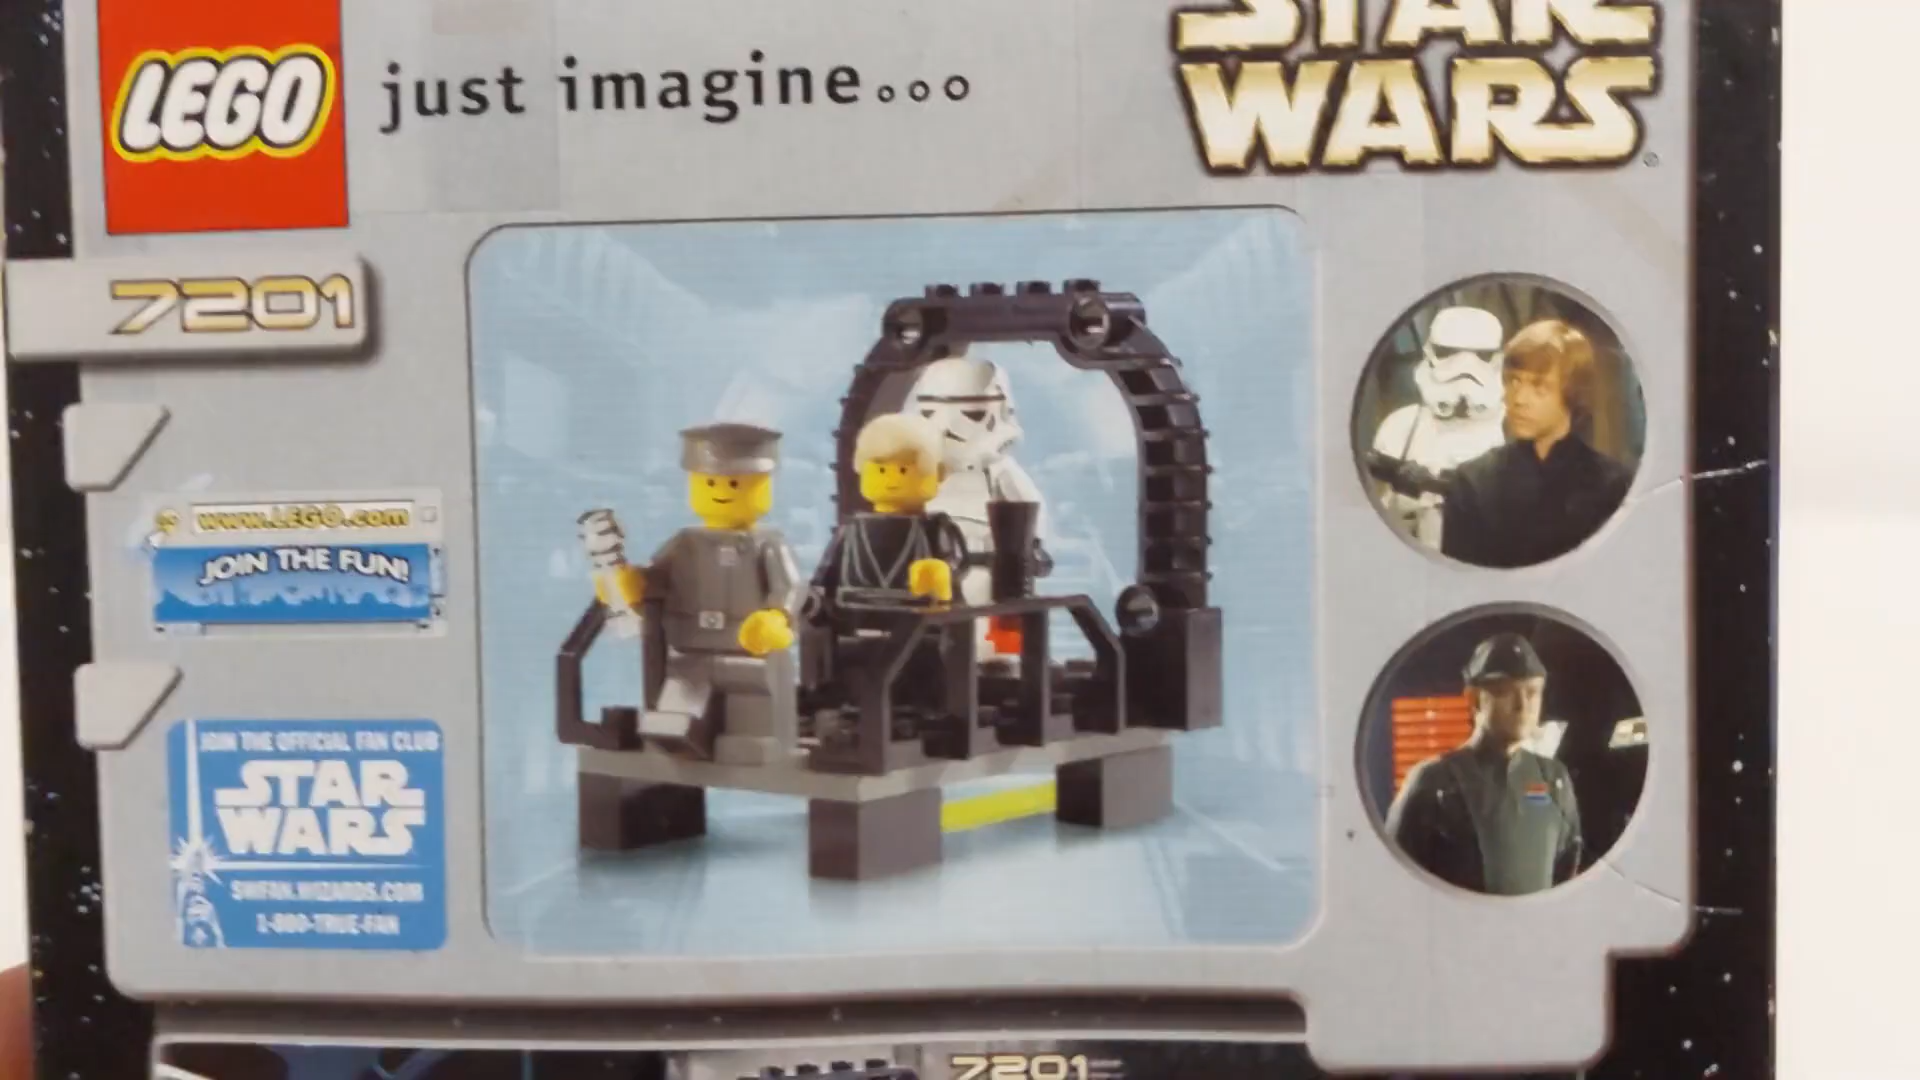 LEGO
just imagine...
STAR
WARS
7201
www.LEGO.com
JOIN THE FUN!
JOIN THE OFFICIAL FAN CLUB
STAR
WARS
SWFAN.WIZARDS.COM
1-800-TRUE-FAN
7201